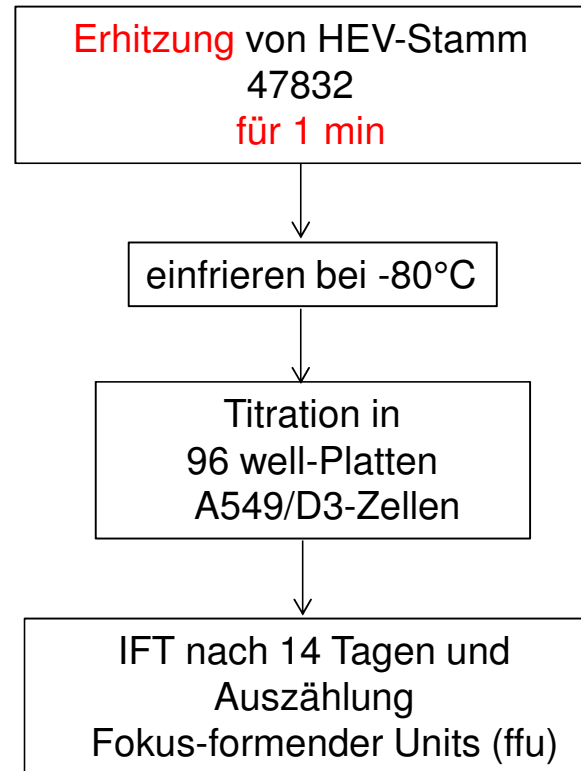 Erhitzung von HEV-Stamm
47832
für 1 min
einfrieren bei -80°C
Titration in
96 well-Platten
A549/D3-Zellen
IFT nach 14 Tagen und
Auszählung
Fokus-formender Units (ffu)